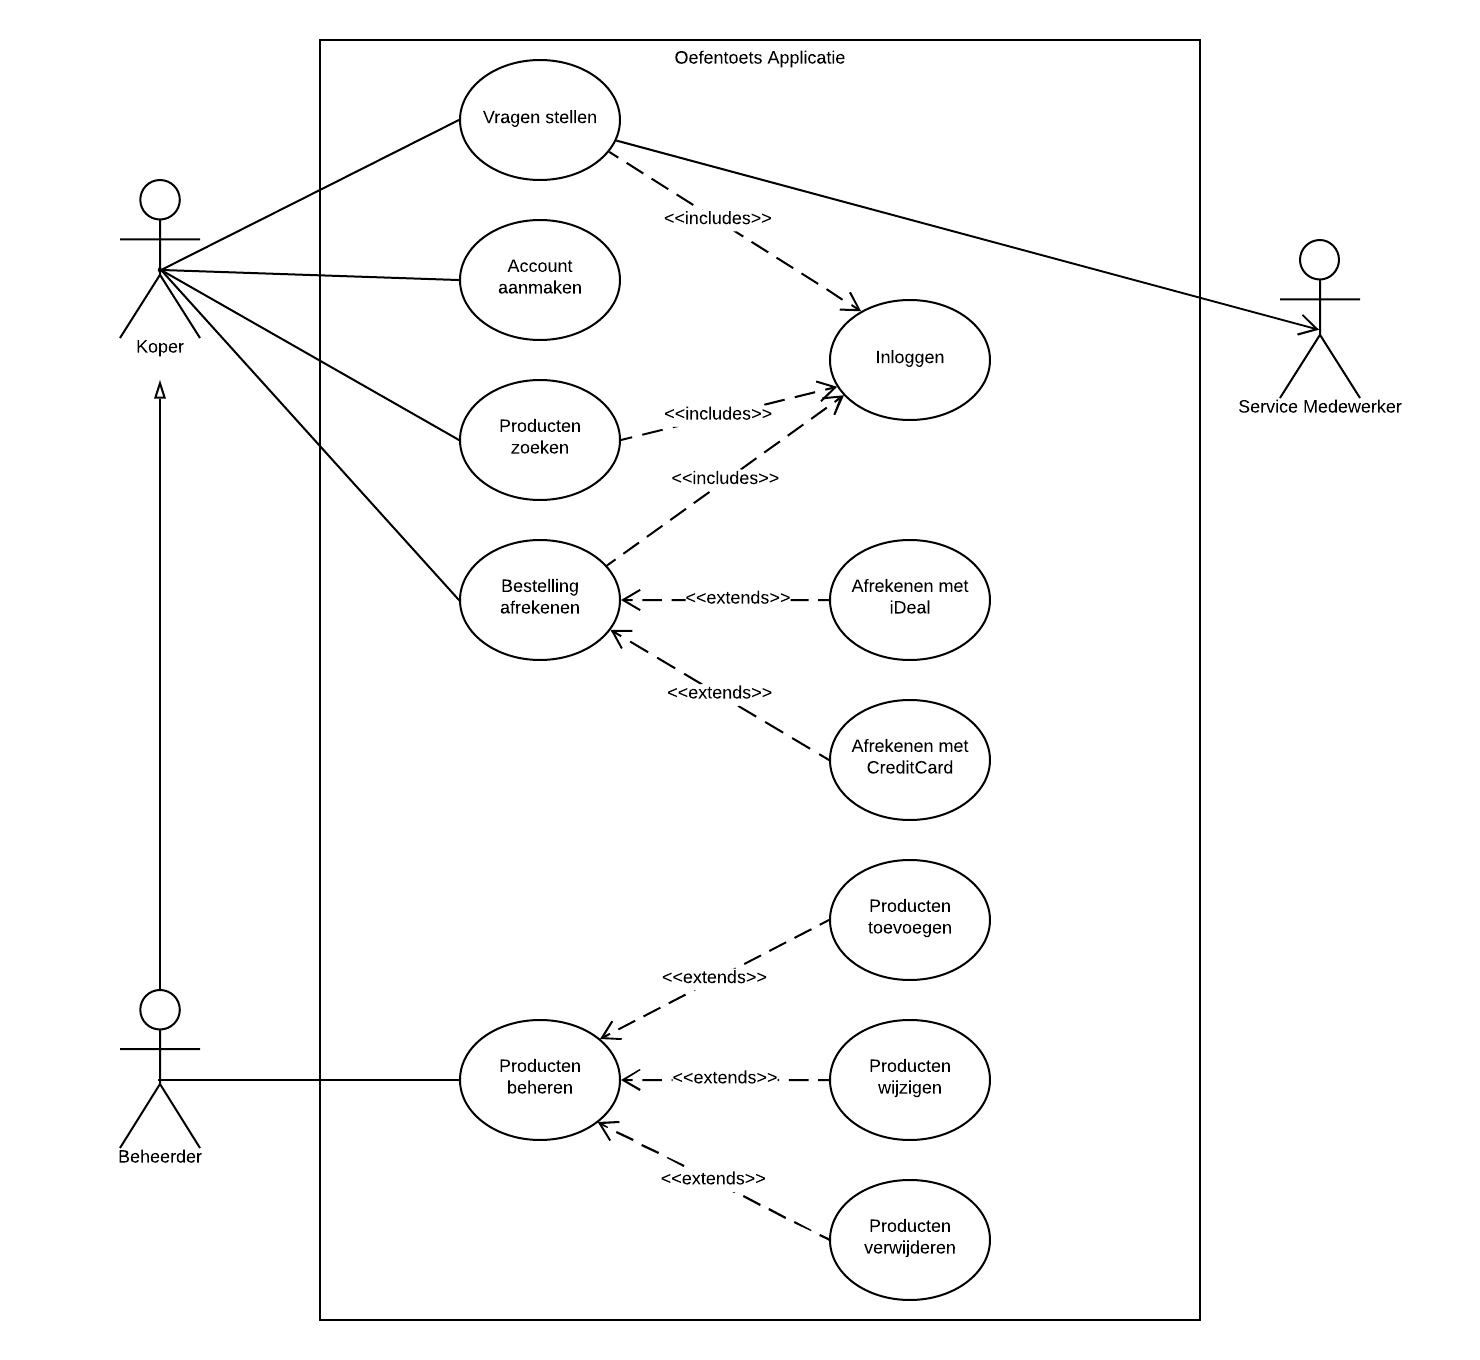 Oefentoets Applicatie
Vragen stellen
<<includes>>
Account
aanmaken
Koper
Inloggen
Service Medewerker
Producten
zoeken
<<includes>>
<<includes>>
Bestelling
afrekenen
<<extends>>
Afrekenen met
iDeal
<<extends>>
Afrekenen met
CreditCard
Producten
toevoegen
<<extends>>
Beheerder
Producten
beheren
<<extends>>
Producten
wijzigen
<<extends>>
Producten
verwijderen